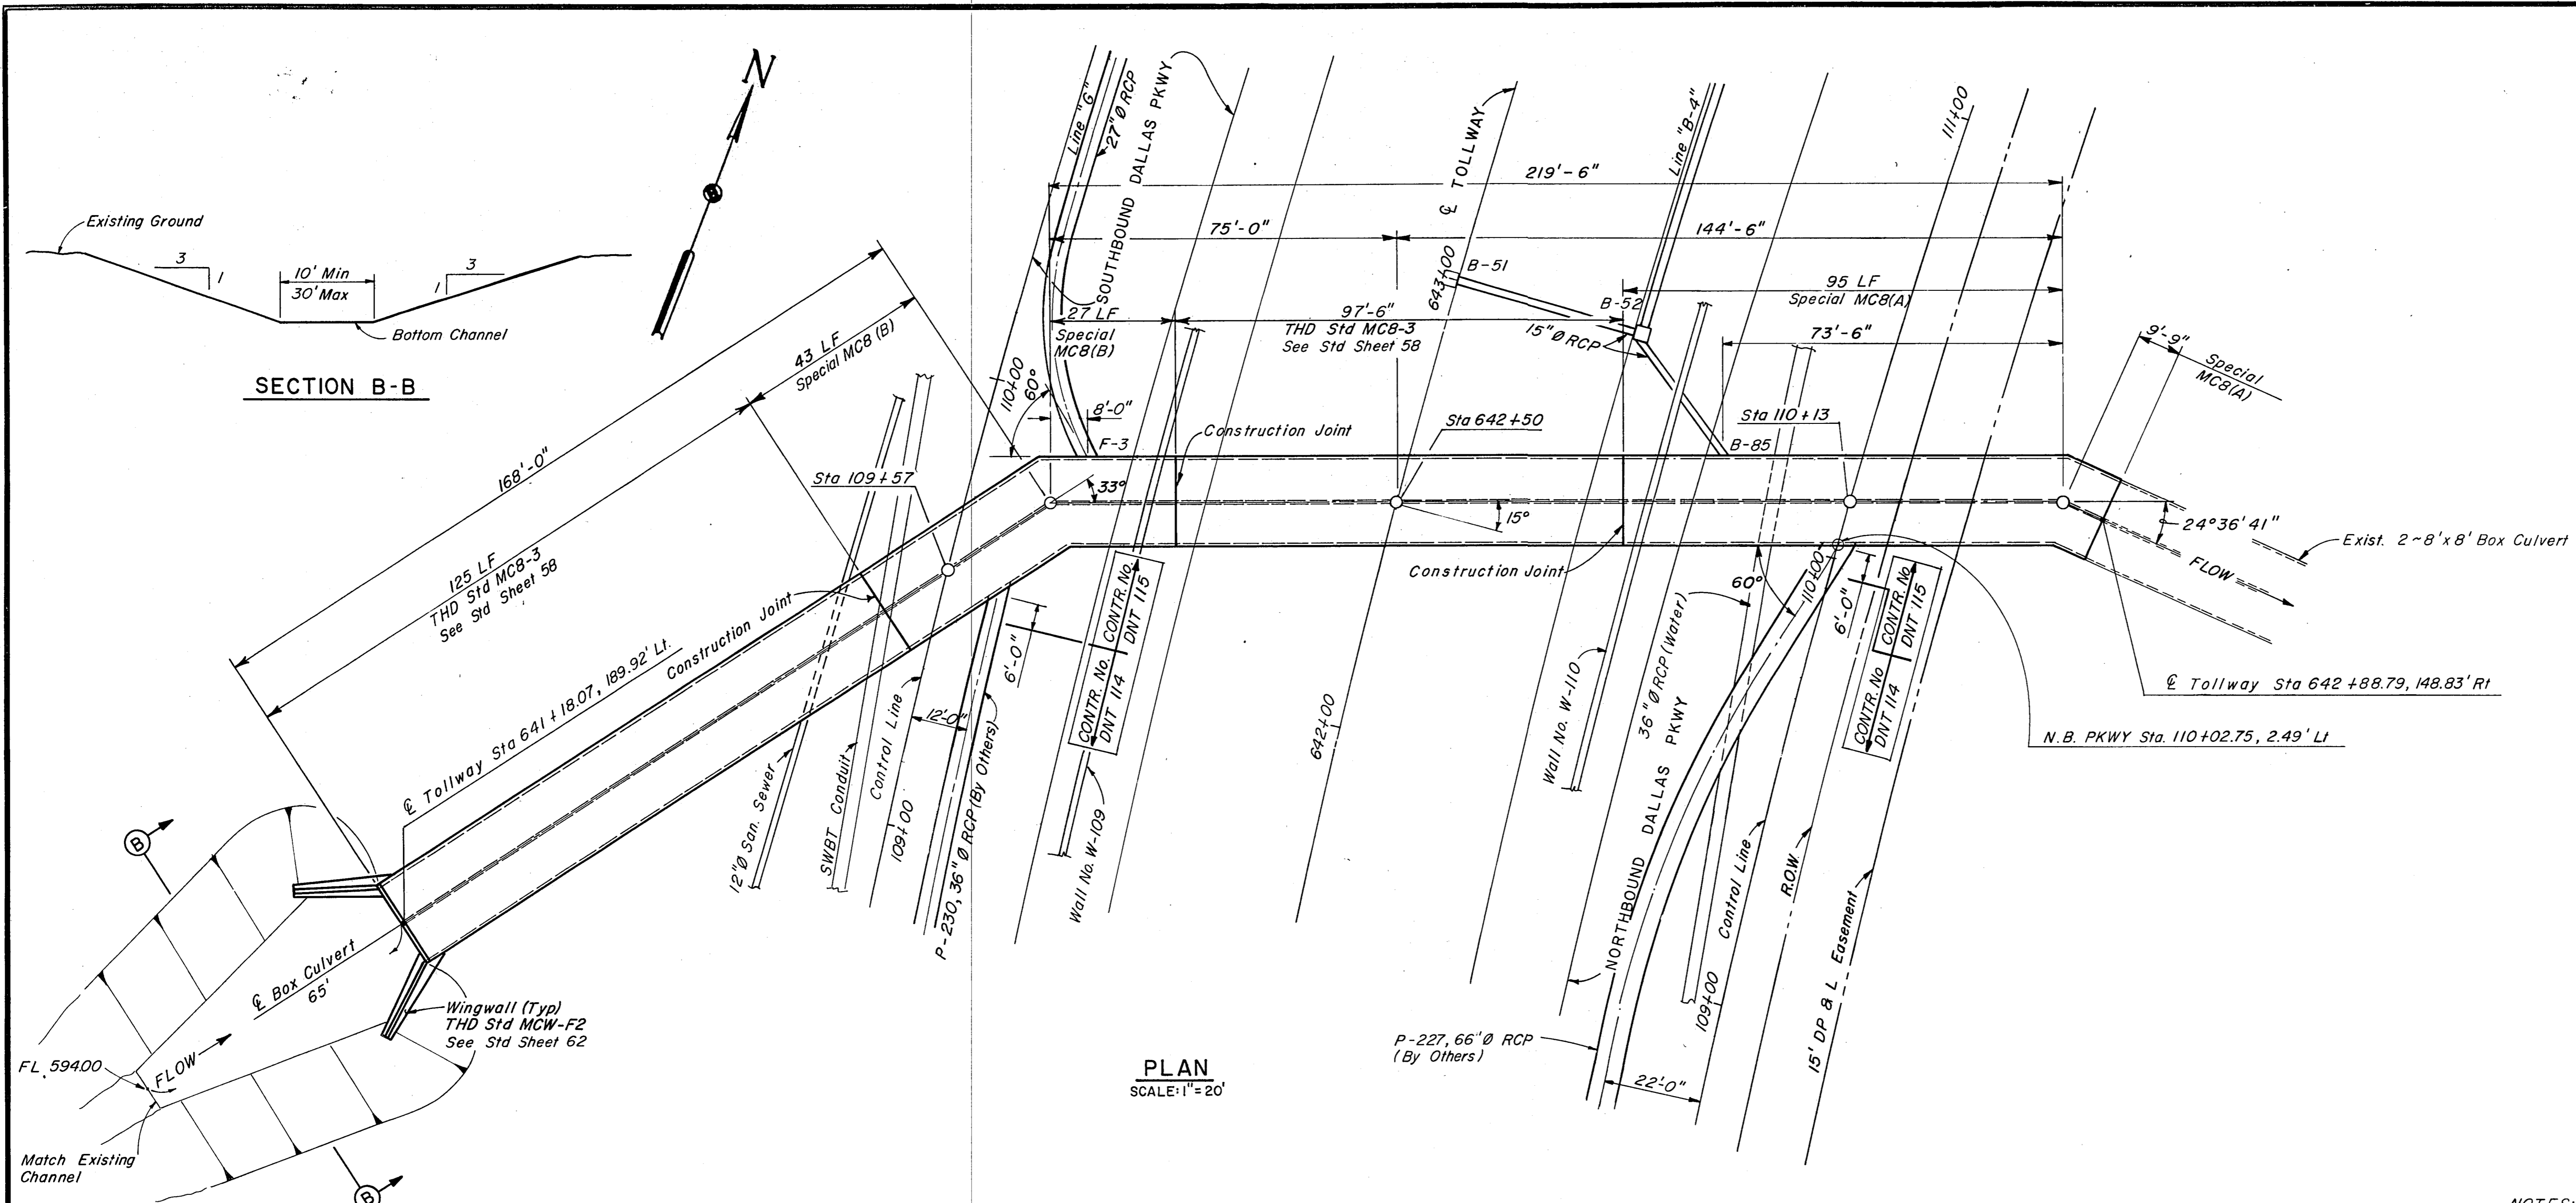 Existing Ground
3
1
10' Min
30' Max
3
1
Bottom Channel
SECTION B-B
N
Line "G"
27" Ø RCP
SOUTHBOUND DALLAS PKWY
℄ TOLLWAY
Line "B-4"
111+00
219'-6"
75'-0"
144'-6"
643+00
B-51
B-52
95 LF
Special MC8(A)
27 LF
Special
MC8(B)
97'-6"
THD Std MC8-3
See Std Sheet 58
15" Ø RCP
73'-6"
9'-9"
Special
MC8(A)
168'-0"
43 LF
Special MC8 (B)
125 LF
THD Std MC8-3
See Std Sheet 58
110+00
60°
8'-0"
F-3
Construction Joint
Sta 642+50
Sta 110+13
B-85
Sta 109+57
33°
15°
24°36'41"
Exist. 2~8'x8' Box Culvert
FLOW
Construction Joint
Construction Joint
60°
110+00
6'-0"
CONTR. No.
DNT 115
CONTR. No.
DNT 114
6'-0"
CONTR. No.
DNT 115
CONTR. No
DNT 114
℄ Tollway Sta 642+88.79, 148.83' Rt
N.B. PKWY Sta. 110+02.75, 2.49' Lt
℄ Tollway Sta 641+18.07, 189.92' Lt.
12'-0"
12" Ø San. Sewer
SWBT Conduit
Control Line
109+00
P-230, 36" Ø RCP (By Others)
Wall No. W-109
642+00
Wall No. W-110
36" Ø RCP (Water)
NORTHBOUND DALLAS PKWY
Control Line
109+00
R.O.W.
15' DP & L Easement
B
℄ Box Culvert
65'
Wingwall (Typ)
THD Std MCW-F2
See Std Sheet 62
FL 594.00
FLOW
Match Existing
Channel
B
P-227, 66" Ø RCP
(By Others)
22'-0"
PLAN
SCALE: 1"=20'